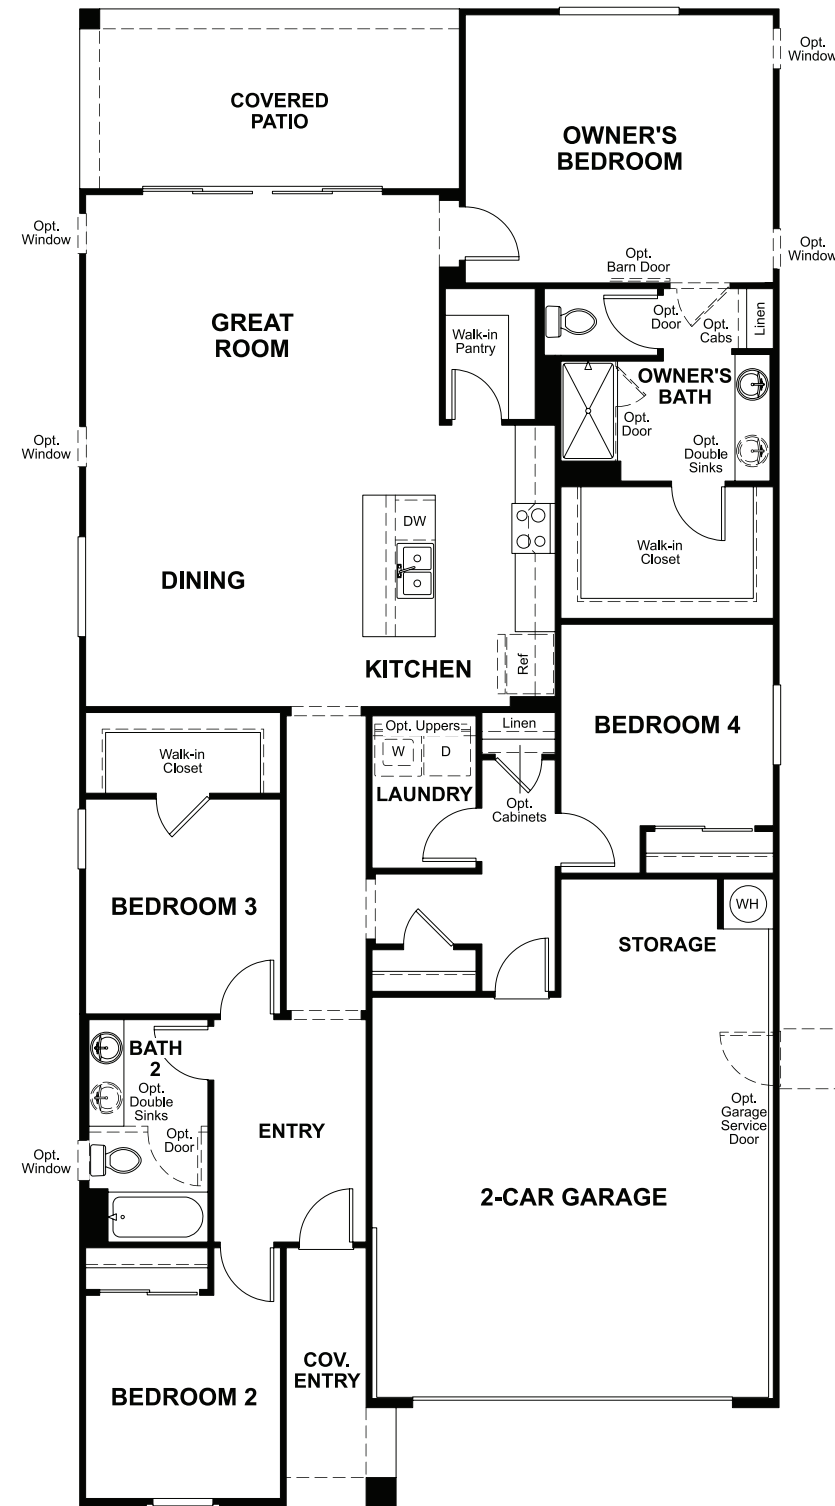 COVERED
PATIO
OWNER'S
BEDROOM
Opt.
Window
Opt.
Window
Opt.
Window
Opt.
Barn Door
GREAT
ROOM
Walk-in
Pantry
Opt.
Door
Opt.
Cabs
Linen
OWNER'S
BATH
Opt.
Door
Opt.
Double
Sinks
Opt.
Window
DW
Walk-in
Closet
DINING
KITCHEN
Ref
BEDROOM 4
Opt. Uppers
W
D
LAUNDRY
Linen
Opt.
Cabinets
Walk-in
Closet
BEDROOM 3
WH
STORAGE
BATH
2
Opt.
Double
Sinks
Opt.
Door
Opt.
Window
ENTRY
Opt.
Garage
Service
Door
2-CAR GARAGE
COV.
ENTRY
BEDROOM 2